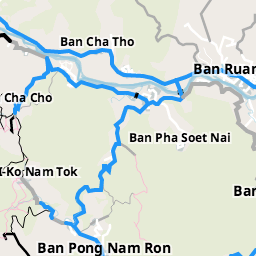 Ban Cha Tho
Ban Ruan
Cha Cho
Ban Pha Soet Nai
I-Ko Nam Tok
Ban
Ban Pong Nam Ron